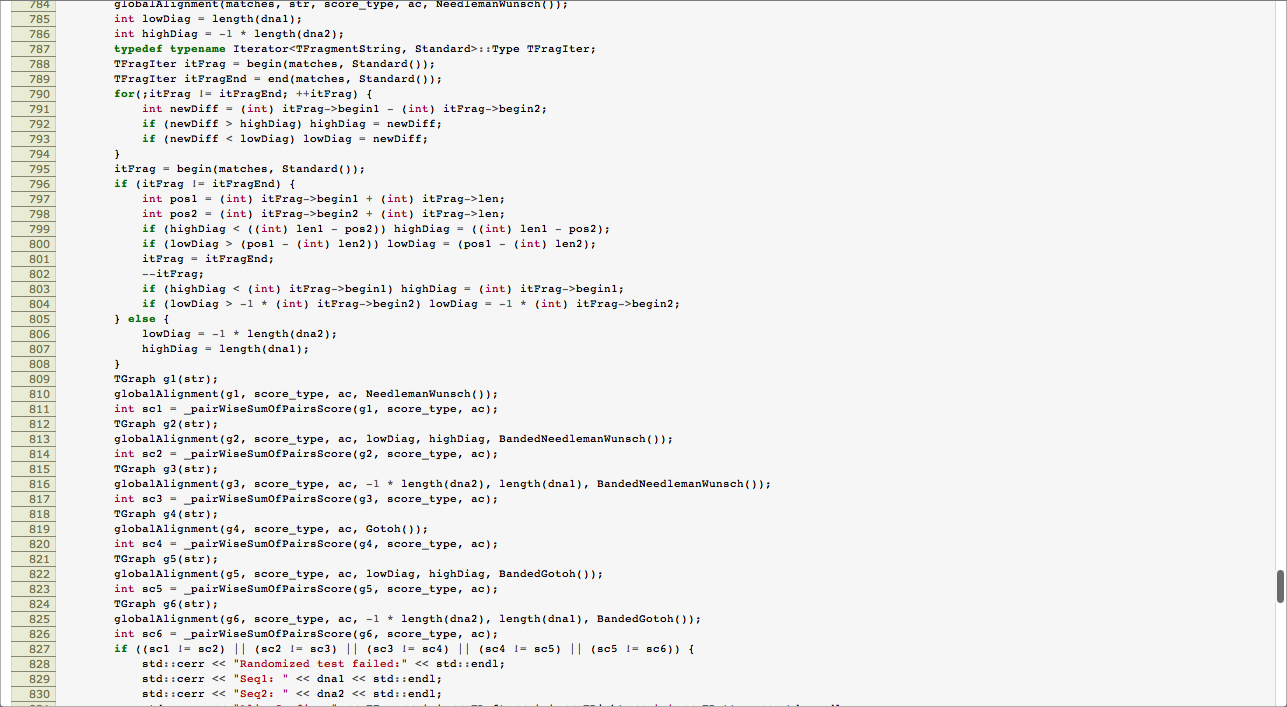 784 globalAlignment(matches, str, score_type, ac, NeedlemanWunsch());
785 int lowDiag = length(dna1);
786 int highDiag = -1 * length(dna2);
787 typedef typename Iterator<TFragmentString, Standard>::Type TFragIter;
788 TFragIter itFrag = begin(matches, Standard());
789 TFragIter itFragEnd = end(matches, Standard());
790 for(;itFrag != itFragEnd; ++itFrag) {
791 int newDiff = (int) itFrag->begin1 - (int) itFrag->begin2;
792 if (newDiff > highDiag) highDiag = newDiff;
793 if (newDiff < lowDiag) lowDiag = newDiff;
794 }
795 itFrag = begin(matches, Standard());
796 if (itFrag != itFragEnd) {
797 int pos1 = (int) itFrag->begin1 + (int) itFrag->len;
798 int pos2 = (int) itFrag->begin2 + (int) itFrag->len;
799 if (highDiag < ((int) len1 - pos2)) highDiag = ((int) len1 - pos2);
800 if (lowDiag > (pos1 - (int) len2)) lowDiag = (pos1 - (int) len2);
801 itFrag = itFragEnd;
802 --itFrag;
803 if (highDiag < (int) itFrag->begin1) highDiag = (int) itFrag->begin1;
804 if (lowDiag > -1 * (int) itFrag->begin2) lowDiag = -1 * (int) itFrag->begin2;
805 } else {
806 lowDiag = -1 * length(dna2);
807 highDiag = length(dna1);
808 }
809 TGraph g1(str);
810 globalAlignment(g1, score_type, ac, NeedlemanWunsch());
811 int sc1 = _pairWiseSumOfPairsScore(g1, score_type, ac);
812 TGraph g2(str);
813 globalAlignment(g2, score_type, ac, lowDiag, highDiag, BandedNeedlemanWunsch());
814 int sc2 = _pairWiseSumOfPairsScore(g2, score_type, ac);
815 TGraph g3(str);
816 globalAlignment(g3, score_type, ac, -1 * length(dna2), length(dna1), BandedNeedlemanWunsch());
817 int sc3 = _pairWiseSumOfPairsScore(g3, score_type, ac);
818 TGraph g4(str);
819 globalAlignment(g4, score_type, ac, Gotoh());
820 int sc4 = _pairWiseSumOfPairsScore(g4, score_type, ac);
821 TGraph g5(str);
822 globalAlignment(g5, score_type, ac, lowDiag, highDiag, BandedGotoh());
823 int sc5 = _pairWiseSumOfPairsScore(g5, score_type, ac);
824 TGraph g6(str);
825 globalAlignment(g6, score_type, ac, -1 * length(dna2), length(dna1), BandedGotoh());
826 int sc6 = _pairWiseSumOfPairsScore(g6, score_type, ac);
827 if ((sc1 != sc2) || (sc2 != sc3) || (sc3 != sc4) || (sc4 != sc5) || (sc5 != sc6)) {
828 std::cerr << "Randomized test failed:" << std::endl;
829 std::cerr << "Seq1: " << dna1 << std::endl;
830 std::cerr << "Seq2: " << dna2 << std::endl;